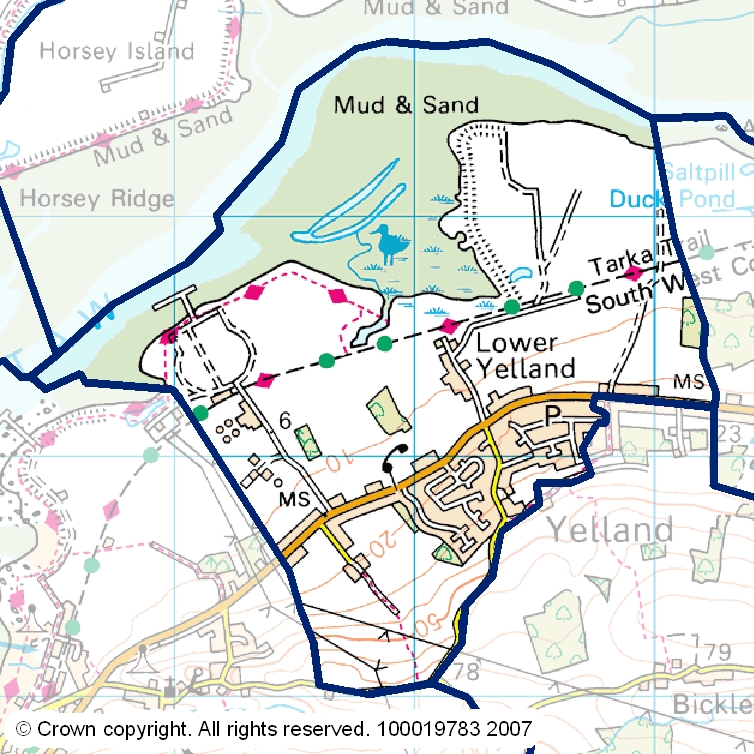 Mud & Sand
Horsey Island
Mud & Sand
Mud & Sand
Horsey Ridge
Saltpill
Duck Pond
Tarka Trail
South West Co
TAW
Lower
Yelland
MS
P
6
10
23
MS
20
Yelland
50
78
79
Bickle
© Crown copyright. All rights reserved. 100019783 2007